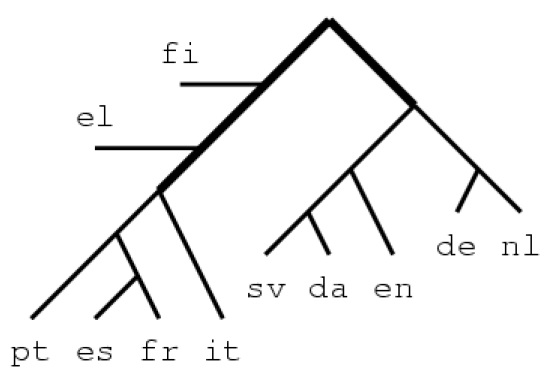 fi
el
de nl
sv da en
pt es fr it